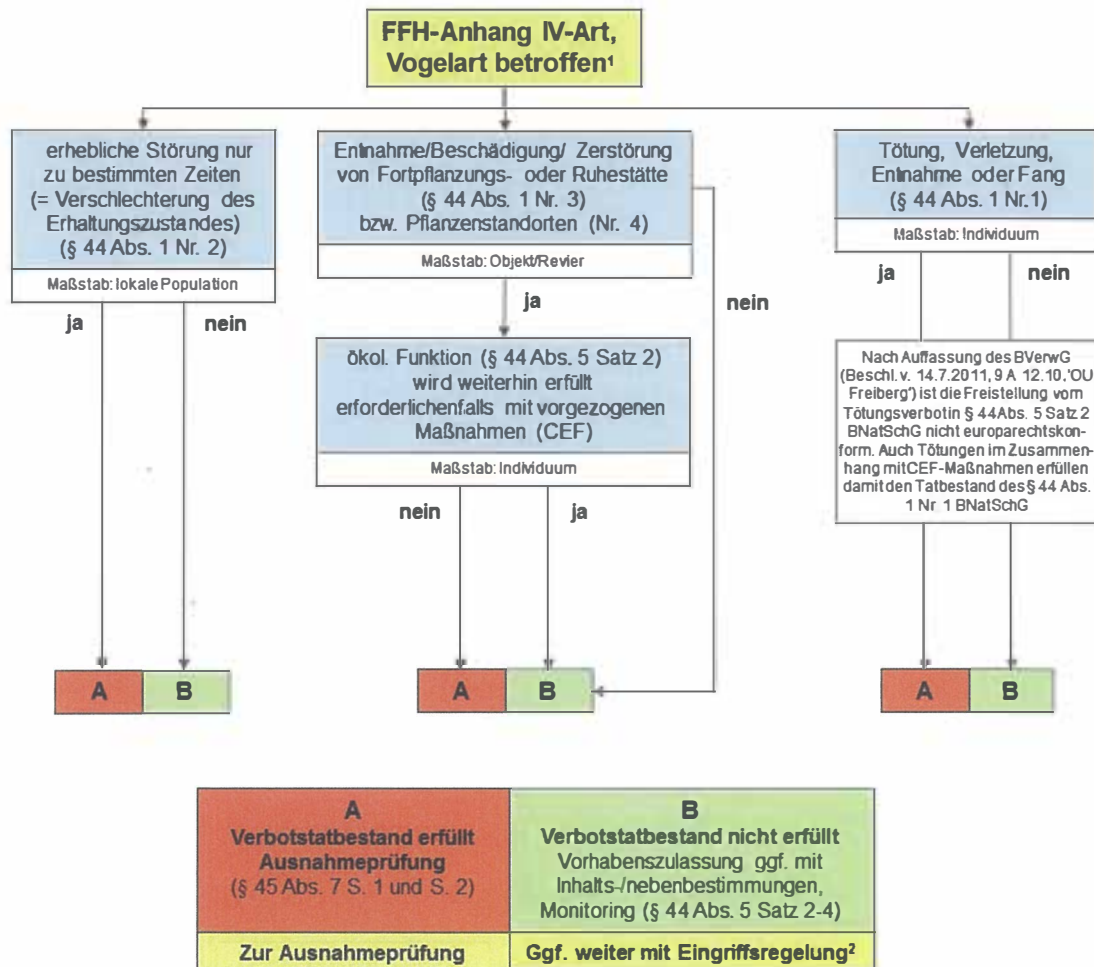 FFH-Anhang IV-Art,
Vogelart betroffen¹
erhebliche Störung nur
zu bestimmten Zeiten
(= Verschlechterung des
Erhaltungszustandes)
(§ 44 Abs. 1 Nr. 2)
Maßstab: lokale Population
ja
nein
Entnahme/Beschädigung/ Zerstörung
von Fortpflanzungs- oder Ruhestätte
(§ 44 Abs. 1 Nr. 3)
bzw. Pflanzenstandorten (Nr. 4)
Maßstab: Objekt/Revier
ja
nein
ökol. Funktion (§ 44 Abs. 5 Satz 2)
wird weiterhin erfüllt
erforderlichenfalls mit vorgezogenen
Maßnahmen (CEF)
Maßstab: Individuum
nein
ja
Tötung, Verletzung,
Entnahme oder Fang
(§ 44 Abs. 1 Nr.1)
Maßstab: Individuum
ja
nein
Nach Auffassung des BVerwG
(Beschl. v. 14.7.2011, 9 A 12.10,'OU
Freiberg') ist die Freistellung vom
Tötungsverbot in § 44 Abs. 5 Satz 2
BNatSchG nicht europarechtskon-
form. Auch Tötungen im Zusammen-
hang mit CEF-Maßnahmen erfüllen
damit den Tatbestand des § 44 Abs.
1 Nr. 1 BNatSchG
A B
A B
A B
A
Verbotstatbestand erfüllt
Ausnahmeprüfung
(§ 45 Abs. 7 S. 1 und S. 2)
Zur Ausnahmeprüfung
B
Verbotstatbestand nicht erfüllt
Vorhabenszulassung ggf. mit
Inhalts-/nebenbestimmungen,
Monitoring (§ 44 Abs. 5 Satz 2-4)
Ggf. weiter mit Eingriffsregelung²